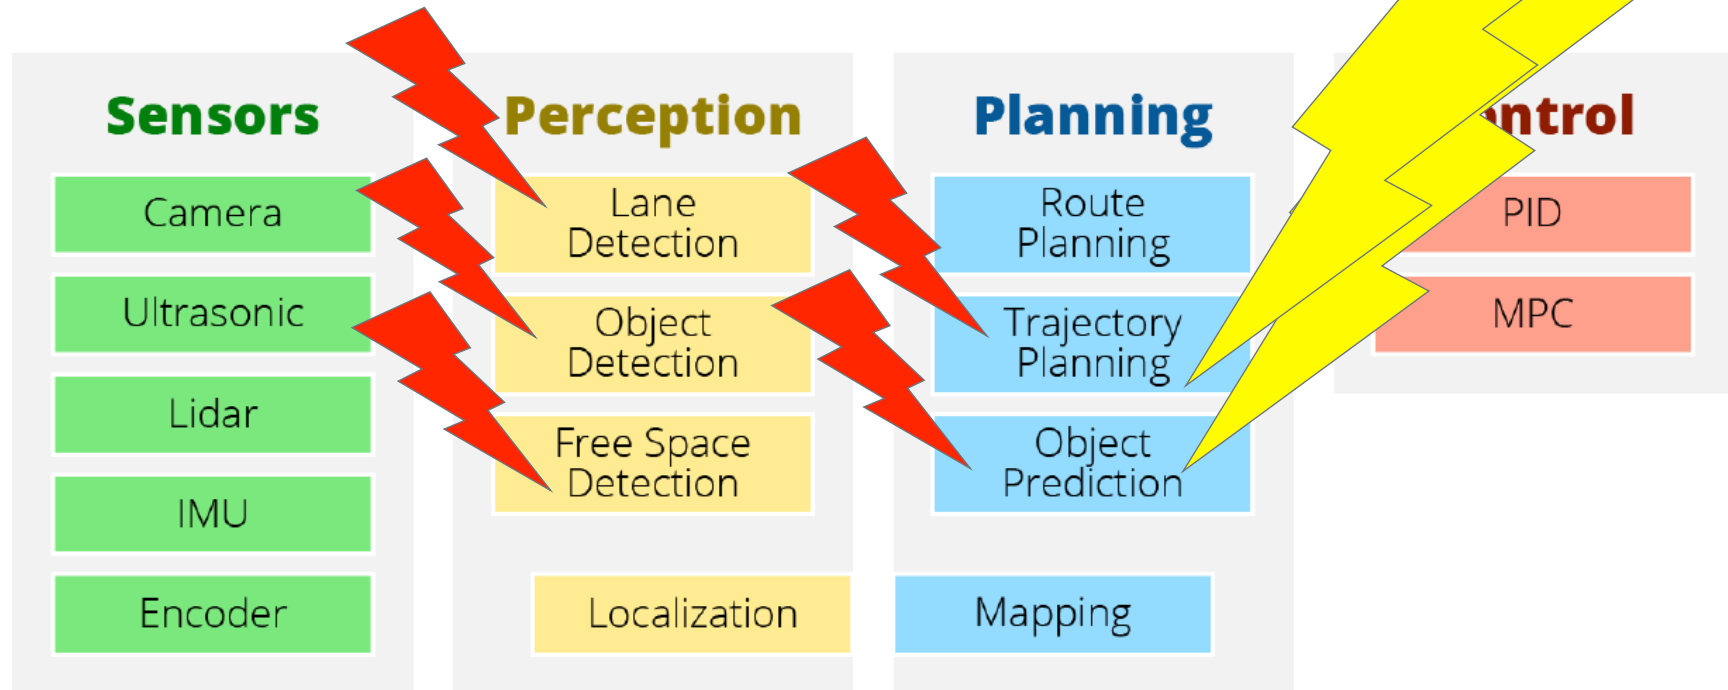 Sensors
Camera
Ultrasonic
Lidar
IMU
Encoder
Perception
Lane
Detection
Object
Detection
Free Space
Detection
Localization
Planning
Route
Planning
Trajectory
Planning
Object
Prediction
Mapping
ntrol
PID
MPC